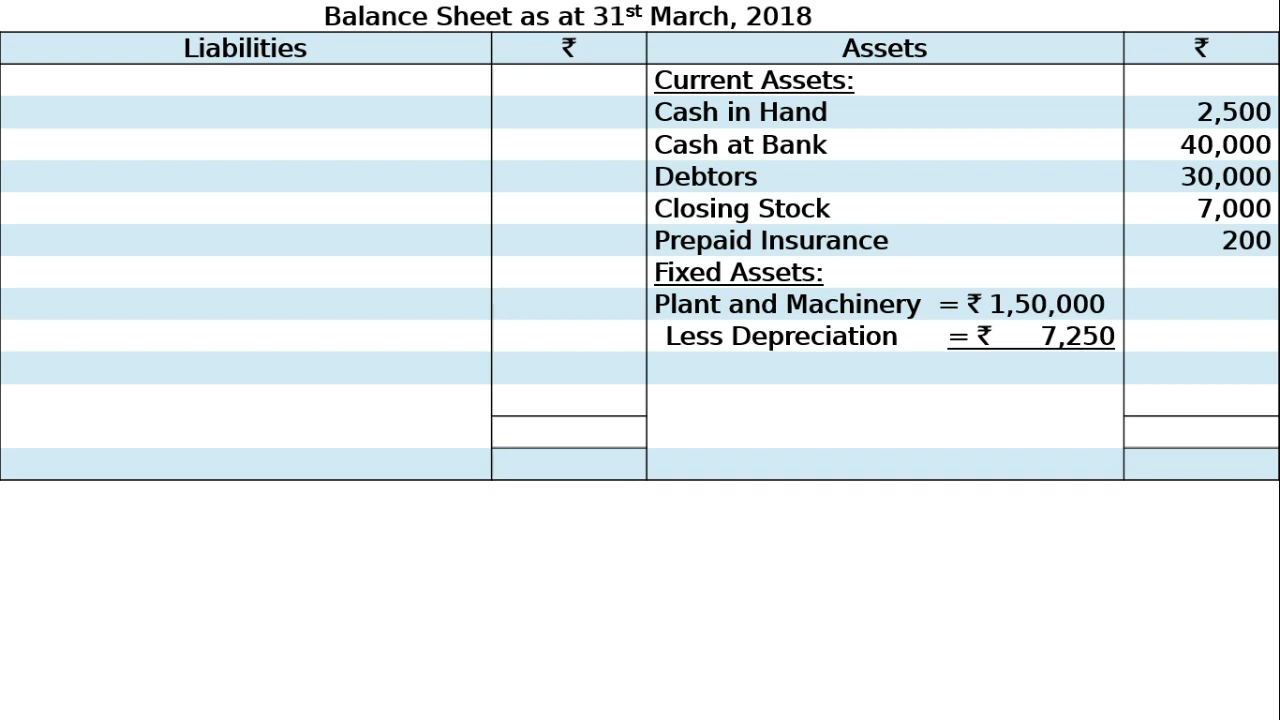 Balance Sheet as at 31st March, 2018
Liabilities ₹ Assets ₹
Current Assets:
Cash in Hand 2,500
Cash at Bank 40,000
Debtors 30,000
Closing Stock 7,000
Prepaid Insurance 200
Fixed Assets:
Plant and Machinery = ₹ 1,50,000
Less Depreciation = ₹ 7,250